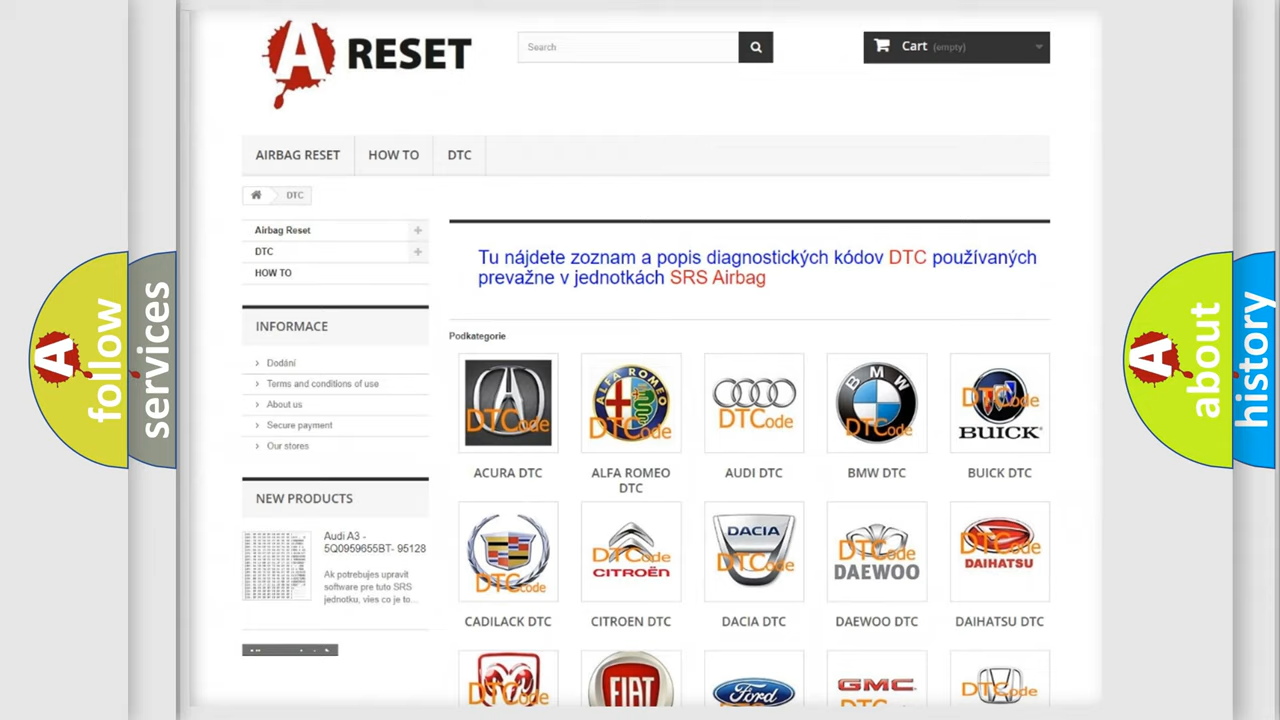 A RESET
Search
Cart (empty)
AIRBAG RESET
HOW TO
DTC
DTC
Airbag Reset
DTC
HOW TO
Tu nájdete zoznam a popis diagnostických kódov DTC používaných
prevažne v jednotkách SRS Airbag
INFORMACE
Dodání
Terms and conditions of use
About us
Secure payment
Our stores
NEW PRODUCTS
Audi A3 -
5Q0959655BT- 95128
Ak potrebujes upravit
software pre tuto SRS
jednotku, vies co je to...
Podkategorie
DTCode
ALFA ROMEO
DTCode
DTCode
BMW
DTCode
DTCode
BUICK
ACURA DTC
ALFA ROMEO
DTC
AUDI DTC
BMW DTC
BUICK DTC
DTCode
DTCode
CITROËN
DACIA
DTCode
DTCode
DAEWOO
DTCode
DAIHATSU
CADILACK DTC
CITROEN DTC
DACIA DTC
DAEWOO DTC
DAIHATSU DTC
DTCode
FIAT
Ford
GMC
DTCode
A follow
services
A about
history